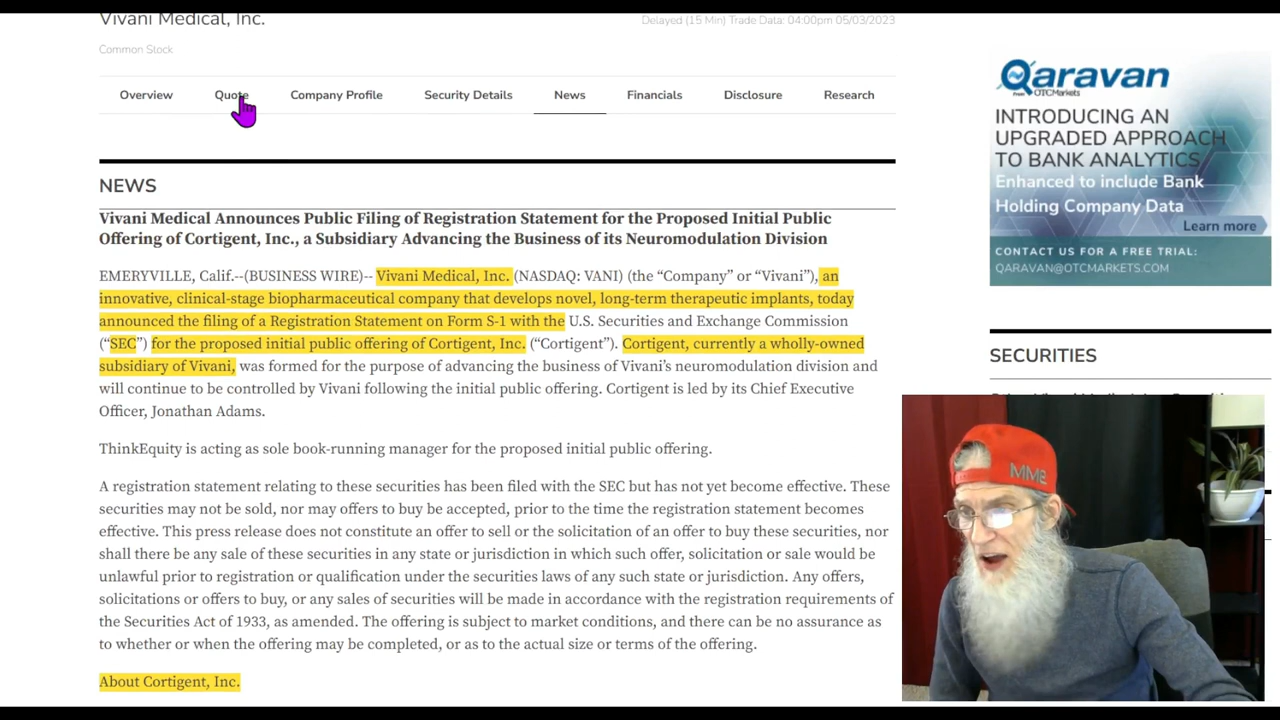 Vivani Medical, Inc.
Delayed (15 Min) Trade Data: 04:00pm 05/03/2023
Common Stock
Overview Quote Company Profile Security Details News Financials Disclosure Research
NEWS
Vivani Medical Announces Public Filing of Registration Statement for the Proposed Initial Public
Offering of Cortigent, Inc., a Subsidiary Advancing the Business of its Neuromodulation Division
EMERYVILLE, Calif.--(BUSINESS WIRE)-- Vivani Medical, Inc. (NASDAQ: VANI) (the “Company” or “Vivani”), an
innovative, clinical-stage biopharmaceutical company that develops novel, long-term therapeutic implants, today
announced the filing of a Registration Statement on Form S-1 with the U.S. Securities and Exchange Commission
(“SEC”) for the proposed initial public offering of Cortigent, Inc. (“Cortigent”). Cortigent, currently a wholly-owned
subsidiary of Vivani, was formed for the purpose of advancing the business of Vivani’s neuromodulation division and
will continue to be controlled by Vivani following the initial public offering. Cortigent is led by its Chief Executive
Officer, Jonathan Adams.
ThinkEquity is acting as sole book-running manager for the proposed initial public offering.
A registration statement relating to these securities has been filed with the SEC but has not yet become effective. These
securities may not be sold, nor may offers to buy be accepted, prior to the time the registration statement becomes
effective. This press release does not constitute an offer to sell or the solicitation of an offer to buy these securities, nor
shall there be any sale of these securities in any state or jurisdiction in which such offer, solicitation or sale would be
unlawful prior to registration or qualification under the securities laws of any such state or jurisdiction. Any offers,
solicitations or offers to buy, or any sales of securities will be made in accordance with the registration requirements of
the Securities Act of 1933, as amended. The offering is subject to market conditions, and there can be no assurance as
to whether or when the offering may be completed, or as to the actual size or terms of the offering.
About Cortigent, Inc.
Qaravan
From OTCMarkets
INTRODUCING AN
UPGRADED APPROACH
TO BANK ANALYTICS
Enhanced to include Bank
Holding Company Data
Learn more
CONTACT US FOR A FREE TRIAL:
QARAVAN@OTCMARKETS.COM
SECURITIES